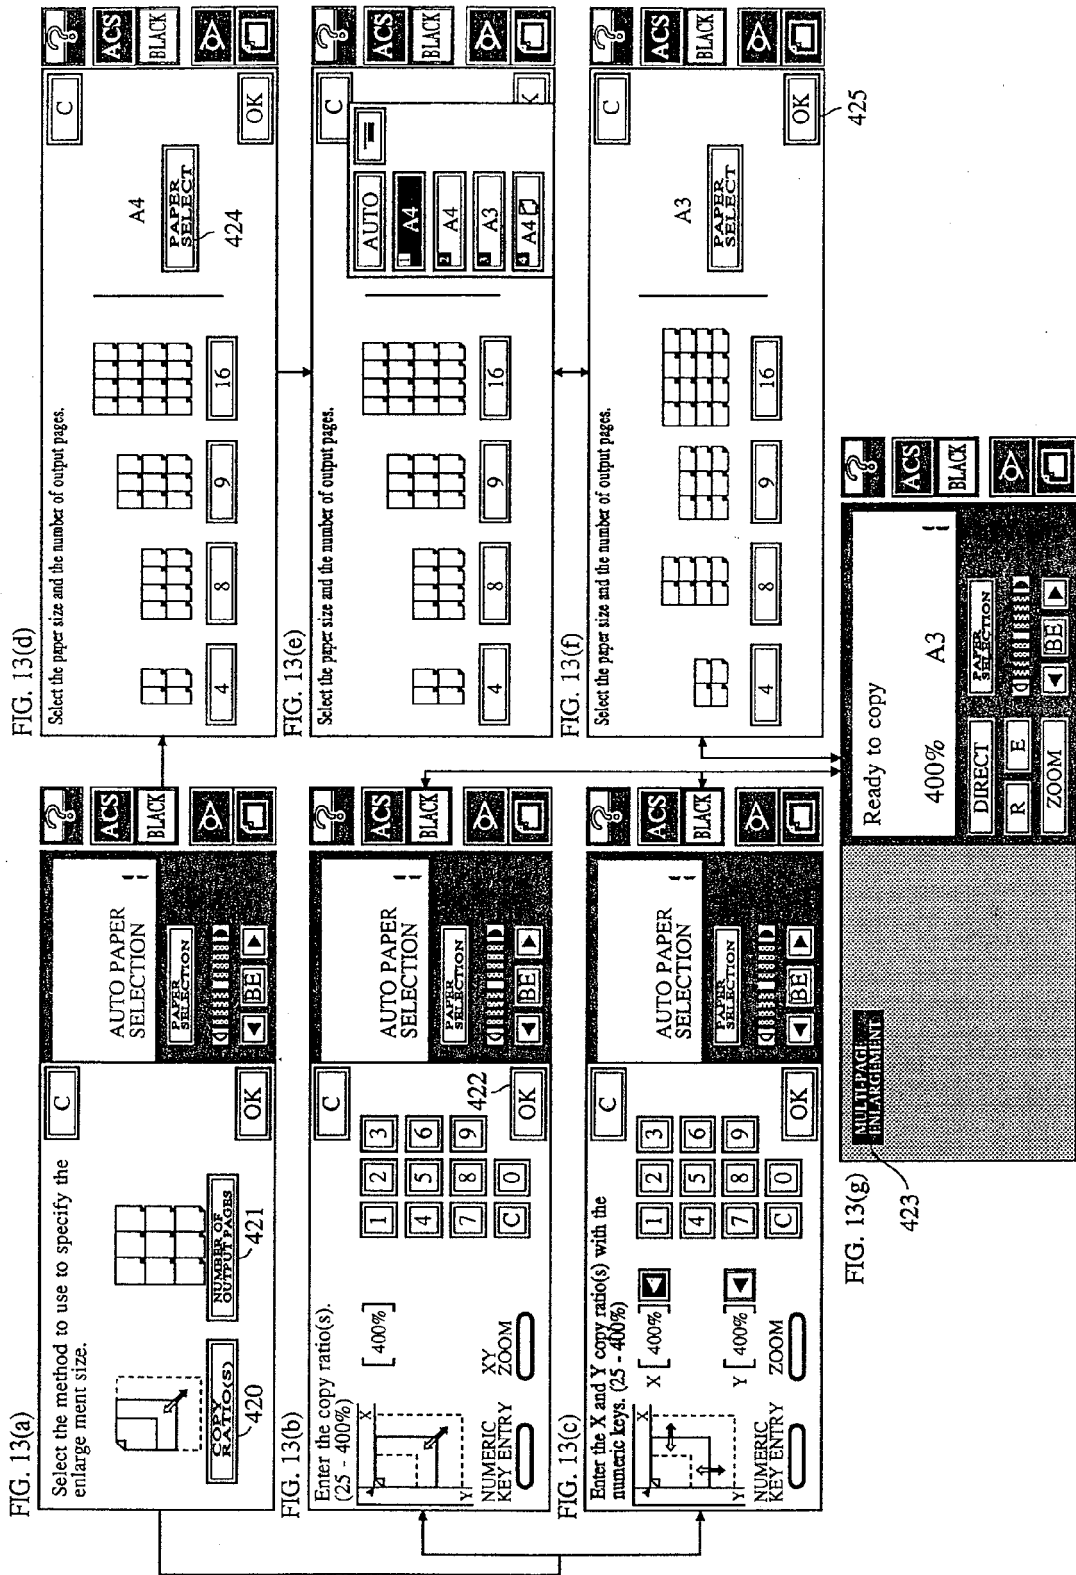 FIG. 13(a)
Select the method to use to specify the
enlarge ment size.
C
COPY
RATIO(S)
420
NUMBER OF
OUTPUT PAGES
421
OK
AUTO PAPER
SELECTION
1
PAPER
SELECTION
BE
?
ACS
BLACK
FIG. 13(b)
Enter the copy ratio(s).
(25 - 400%)
X
Y
[ 400% ]
C
1 2 3
4 5 6
7 8 9
C 0
NUMERIC
KEY ENTRY
XY
ZOOM
422
OK
AUTO PAPER
SELECTION
1
PAPER
SELECTION
BE
?
ACS
BLACK
FIG. 13(c)
Enter the X and Y copy ratio(s) with the
numeric keys. (25 - 400%)
X
Y
X [ 400% ]
Y [ 400% ]
C
1 2 3
4 5 6
7 8 9
C 0
NUMERIC
KEY ENTRY
ZOOM
OK
AUTO PAPER
SELECTION
1
PAPER
SELECTION
BE
?
ACS
BLACK
FIG. 13(d)
Select the paper size and the number of output pages.
C
4 8 9 16
A4
PAPER
SELECT
424
OK
?
ACS
BLACK
FIG. 13(e)
Select the paper size and the number of output pages.
C
4 8 9 16
AUTO
1 A4
2 A4
3 A3
4 A4
K
?
ACS
BLACK
FIG. 13(f)
Select the paper size and the number of output pages.
C
4 8 9 16
A3
PAPER
SELECT
OK
425
?
ACS
BLACK
FIG. 13(g)
423
MULTI-PAGE
ENLARGEMENT
Ready to copy
400% A3
1
DIRECT
R E
ZOOM
PAPER
SELECTION
BE
?
ACS
BLACK